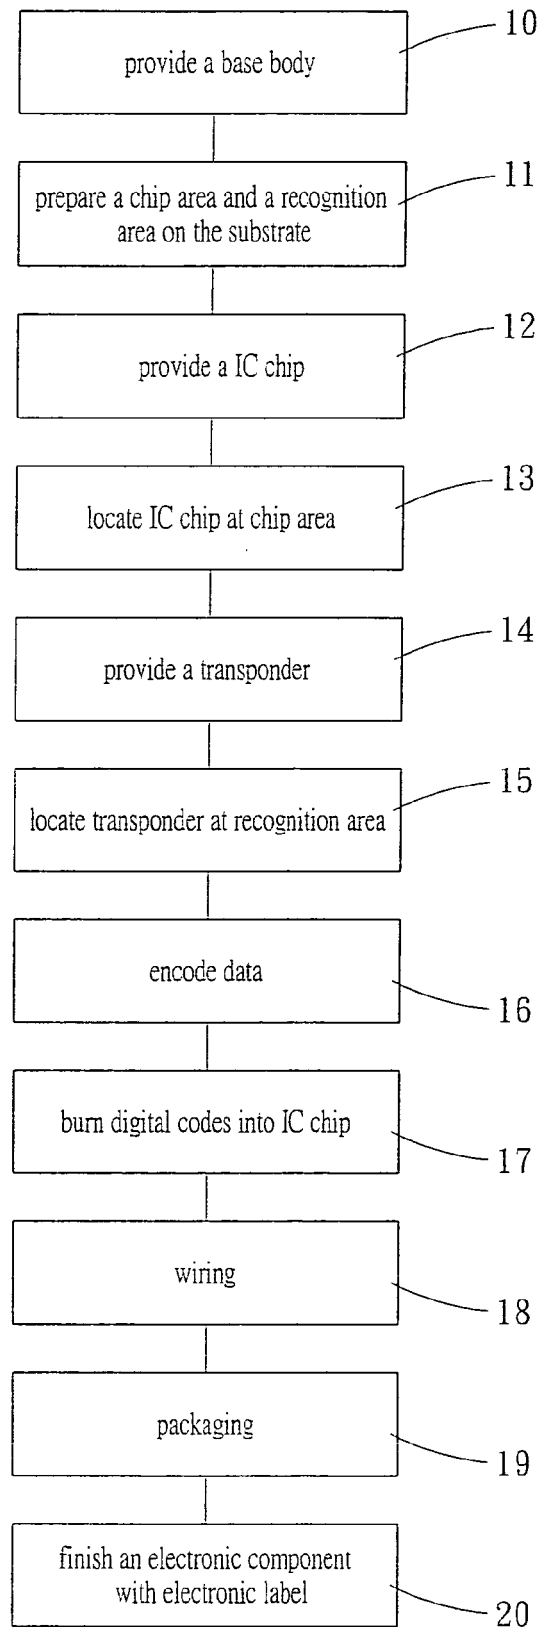 10
provide a base body
11
prepare a chip area and a recognition
area on the substrate
12
provide a IC chip
13
locate IC chip at chip area
14
provide a transponder
15
locate transponder at recognition area
encode data
16
burn digital codes into IC chip
17
wiring
18
packaging
19
finish an electronic component
with electronic label
20